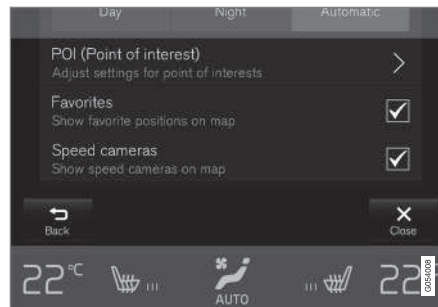 Day Night Automatic
POI (Point of interest)
Adjust settings for point of interests
Favorites
Show favorite positions on map
Speed cameras
Show speed cameras on map
Back Close
22°C AUTO 22
G054008